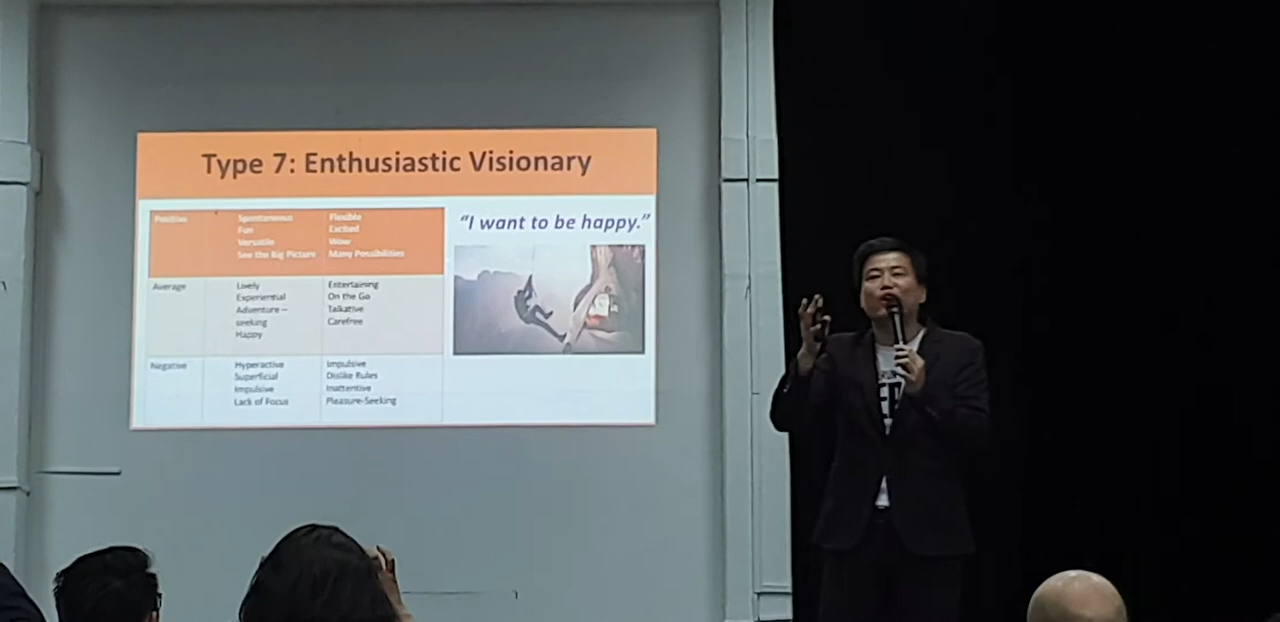 Type 7: Enthusiastic Visionary
Positive
Spontaneous
Fun
Versatile
See the Big Picture
Flexible
Excited
Wow
Many Possibilities
"I want to be happy."
Average
Lively
Experiential
Adventure –
seeking
Happy
Entertaining
On the Go
Talkative
Carefree
Negative
Hyperactive
Superficial
Impulsive
Lack of Focus
Impulsive
Dislike Rules
Inattentive
Pleasure-Seeking